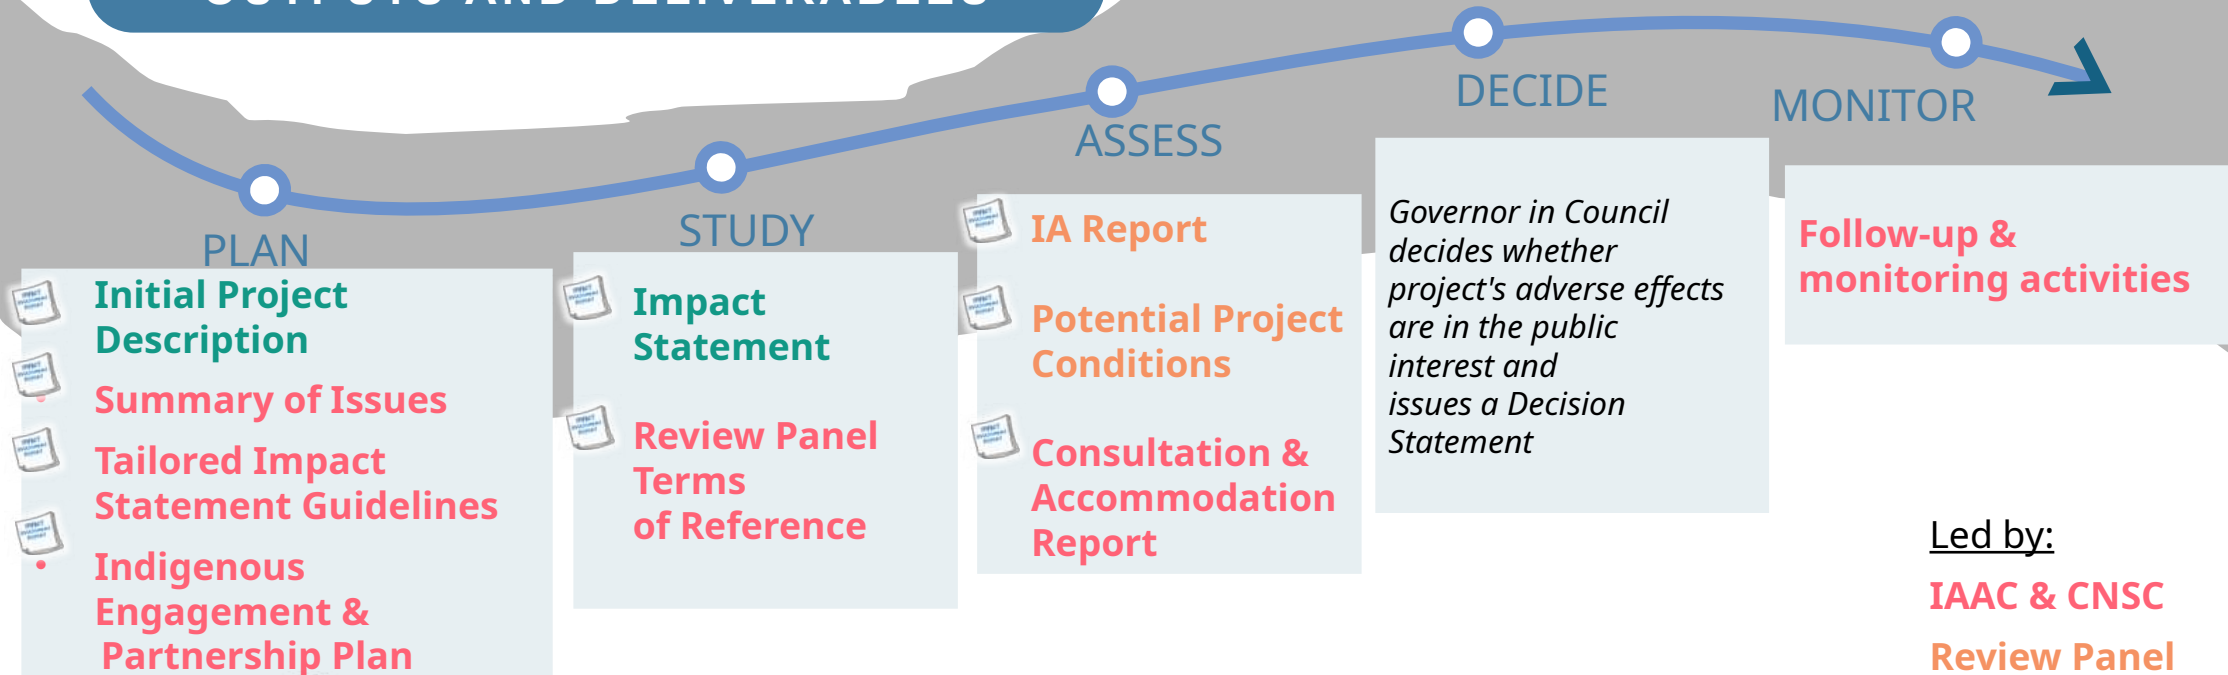 OUTPUTS AND DELIVERABLES
PLAN
Initial Project
Description
Summary of Issues
Tailored Impact
Statement Guidelines
Indigenous
Engagement &
Partnership Plan
STUDY
Impact
Statement
Review Panel
Terms
of Reference
ASSESS
IA Report
Potential Project
Conditions
Consultation &
Accommodation
Report
DECIDE
Governor in Council
decides whether
project's adverse effects
are in the public
interest and
issues a Decision
Statement
MONITOR
Follow-up &
monitoring activities
Led by:
IAAC & CNSC
Review Panel